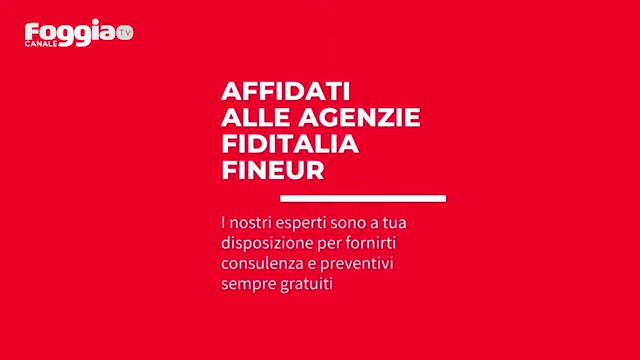 Foggia TV
CANALE
AFFIDATI
ALLE AGENZIE
FIDITALIA
FINEUR
I nostri esperti sono a tua
disposizione per fornirti
consulenza e preventivi
sempre gratuiti